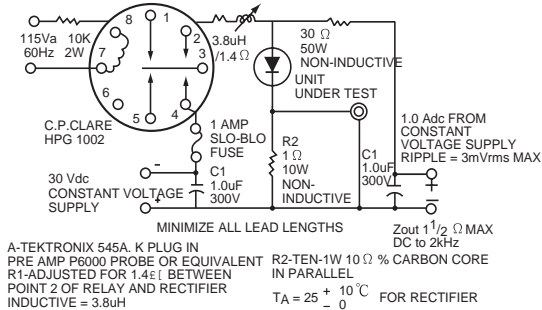 115Va
60Hz
10K
2W
8
1
2
7
3
6
5
4
C.P.CLARE
HPG 1002
3.8uH
/1.4 Ω
30 Ω
50W
NON-INDUCTIVE
UNIT
UNDER TEST
1 AMP
SLO-BLO
FUSE
R2
1 Ω
10W
NON-
INDUCTIVE
C1
1.0uF
300V
C1
1.0uF
300V
1.0 Adc FROM
CONSTANT
VOLTAGE SUPPLY
RIPPLE = 3mVrms MAX
-
30 Vdc
CONSTANT VOLTAGE
SUPPLY
+
+
-
MINIMIZE ALL LEAD LENGTHS
Zout 1 1/2 Ω MAX
DC to 2kHz
A-TEKTRONIX 545A. K PLUG IN
PRE AMP P6000 PROBE OR EQUIVALENT
R1-ADJUSTED FOR 1.4£[ BETWEEN
POINT 2 OF RELAY AND RECTIFIER
INDUCTIVE = 3.8uH
R2-TEN-1W 10 Ω % CARBON CORE
IN PARALLEL
TA = 25 + 10 ℃ - 0 FOR RECTIFIER